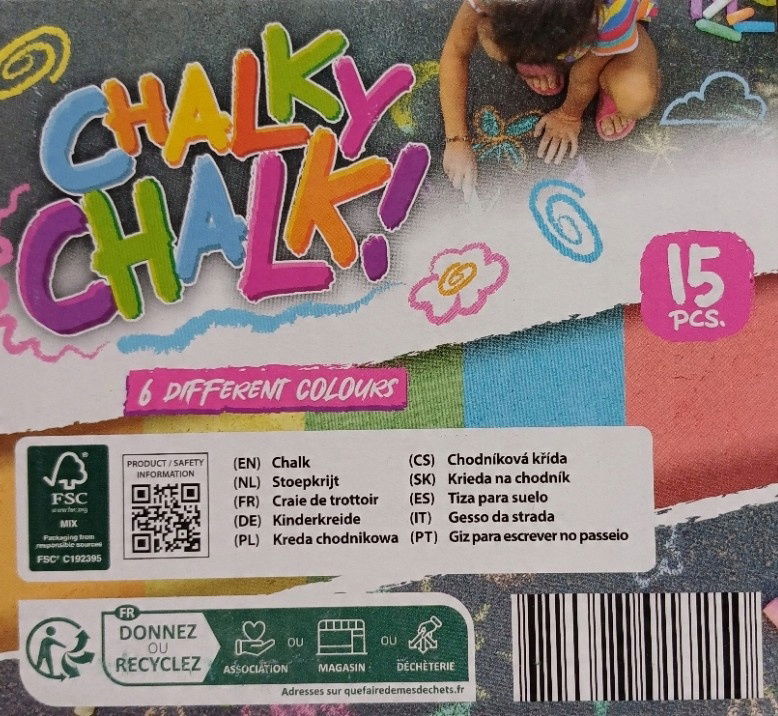 CHALKY
CHALK!
15
PCS.
6 DIFFERENT COLOURS
FSC
www.fsc.org
MIX
Packaging from
responsible sources
FSC® C192395
PRODUCT / SAFETY
INFORMATION
(EN) Chalk
(NL) Stoepkrijt
(FR) Craie de trottoir
(DE) Kinderkreide
(PL) Kreda chodnikowa
(CS) Chodníková křída
(SK) Krieda na chodník
(ES) Tiza para suelo
(IT) Gesso da strada
(PT) Giz para escrever no passeio
FR
DONNEZ
OU
RECYCLEZ
ASSOCIATION
OU
MAGASIN
OU
DÉCHÈTERIE
Adresses sur quefairedemesdechets.fr